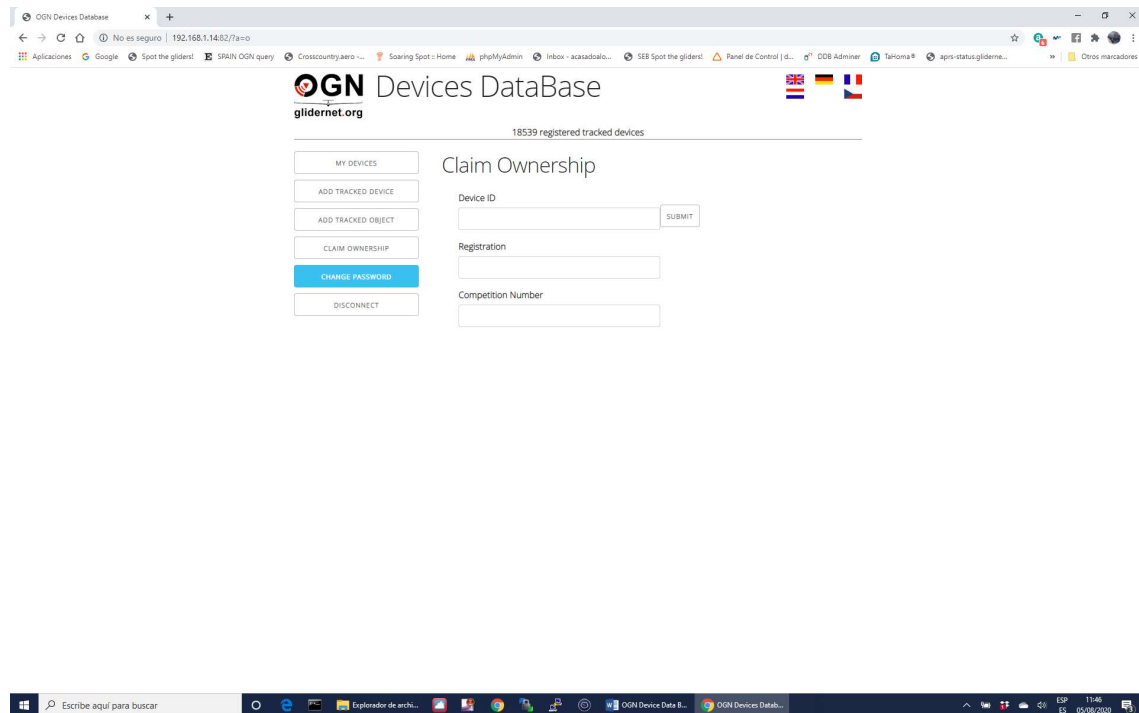 OGN Devices Database
No es seguro | 192.168.1.14:82/?a=o
Aplicaciones Google Spot the gliders! SPAIN OGN query Crosscountry.aero -... Soaring Spot :: Home phpMyAdmin Inbox - acasadoalo... SEB Spot the gliders! Panel de Control | d... DDB Adminer TaHoma® aprs-status.gliderne... » Otros marcadores
OGN Devices DataBase
glidernet.org
18539 registered tracked devices
MY DEVICES
ADD TRACKED DEVICE
ADD TRACKED OBJECT
CLAIM OWNERSHIP
CHANGE PASSWORD
DISCONNECT
Claim Ownership
Device ID
SUBMIT
Registration
Competition Number
Escribe aquí para buscar
Explorador de archi...
OGN Device Data B...
OGN Devices Datab...
ESP
ES
11:46
05/08/2020